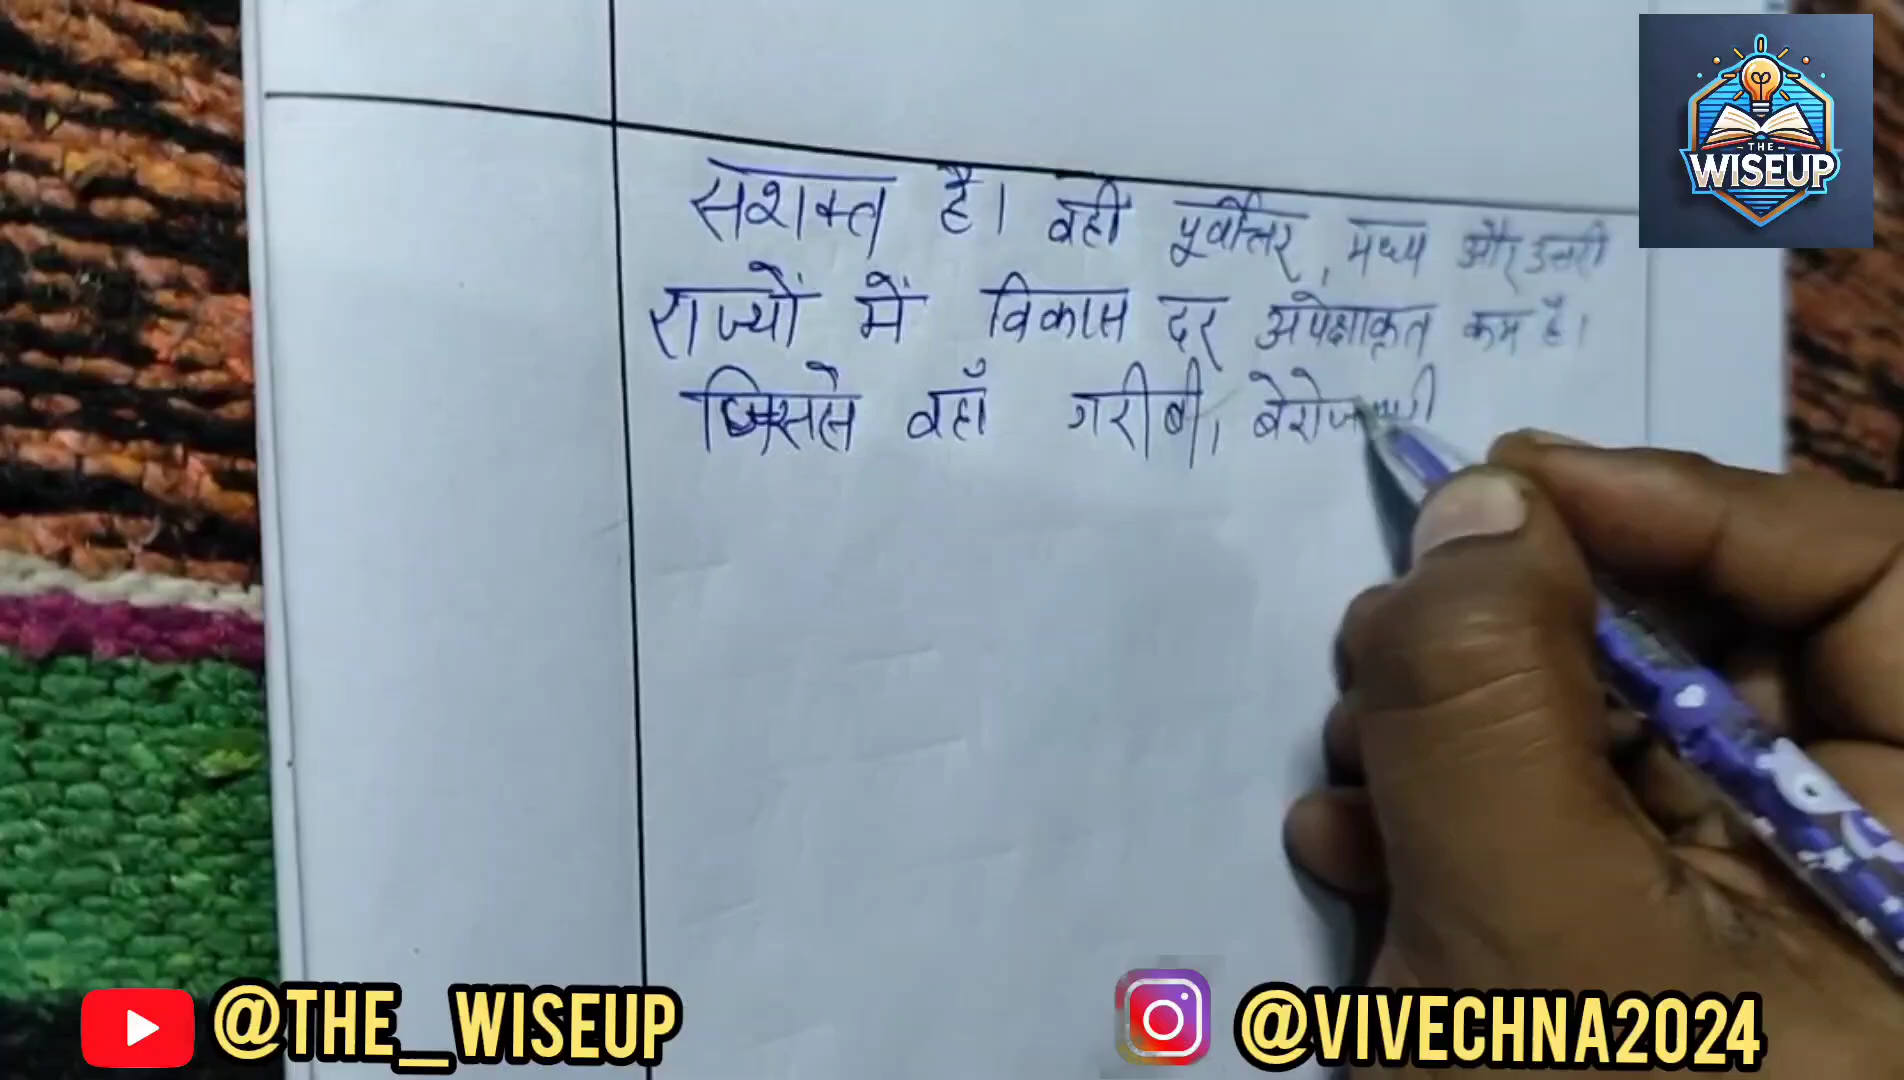 THE
WISEUP
सशक्त है। वहीं पूर्वोत्तर, मध्य और उत्तरी
राज्यों में विकास दर अपेक्षाकृत कम है।
जिससे वहाँ गरीबी, बेरोजगारी
@THE_WISEUP
@VIVECHNA2024